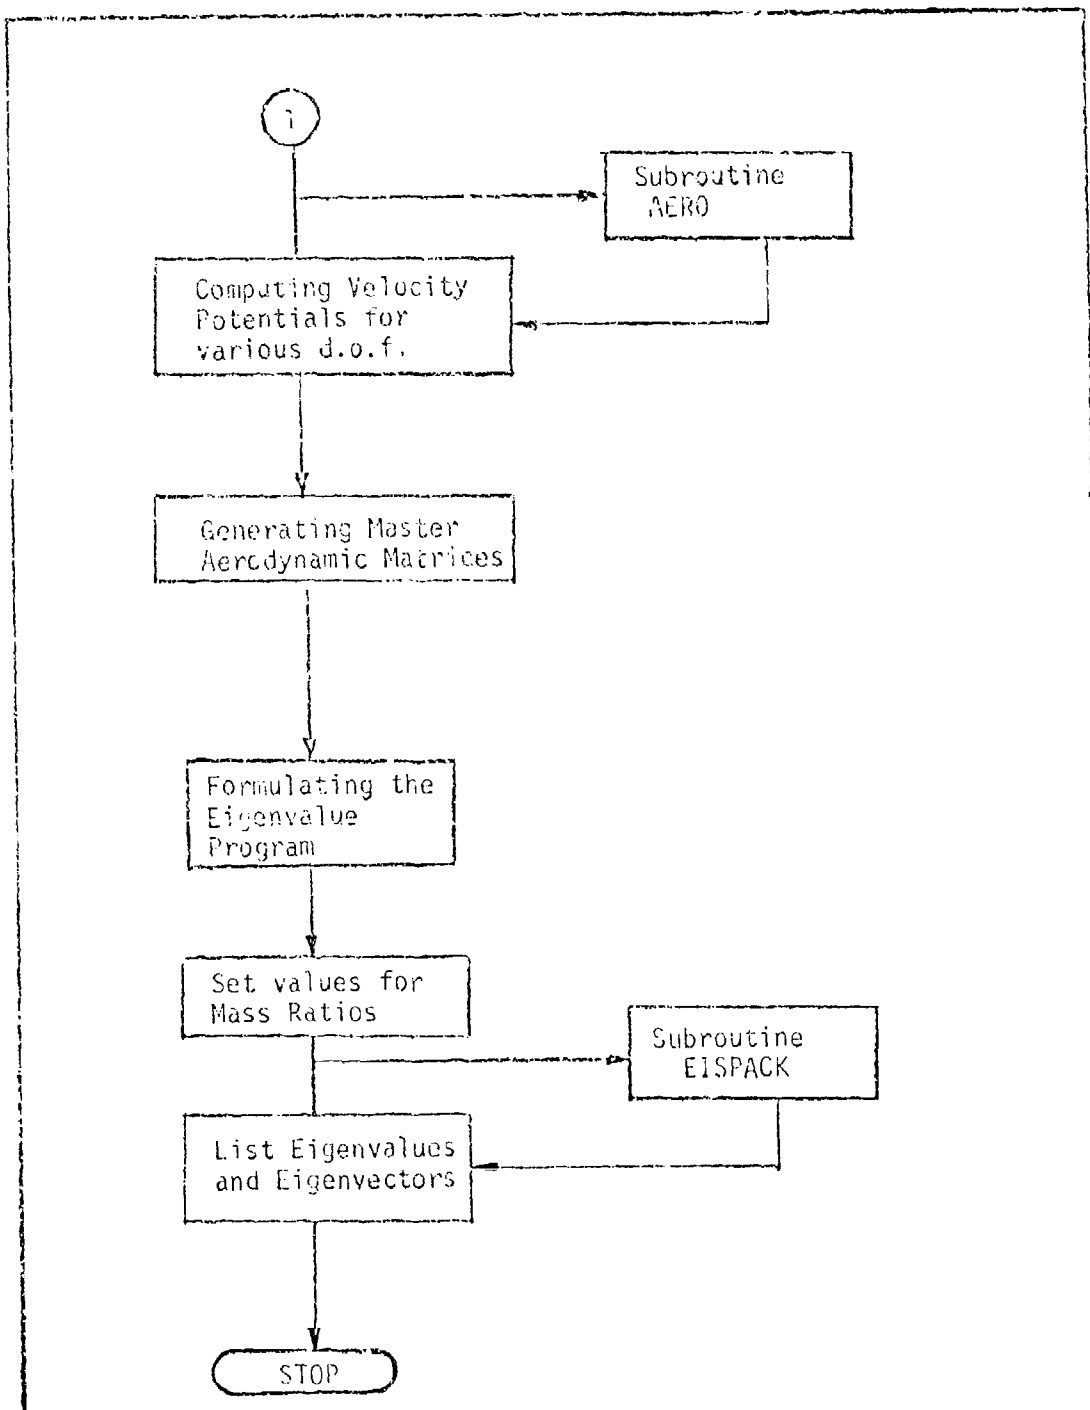 1
Subroutine
AERO
Computing Velocity
Potentials for
various d.o.f.
Generating Master
Aerodynamic Matrices
Formulating the
Eigenvalue
Program
Set values for
Mass Ratios
Subroutine
EISPACK
List Eigenvalues
and Eigenvectors
STOP